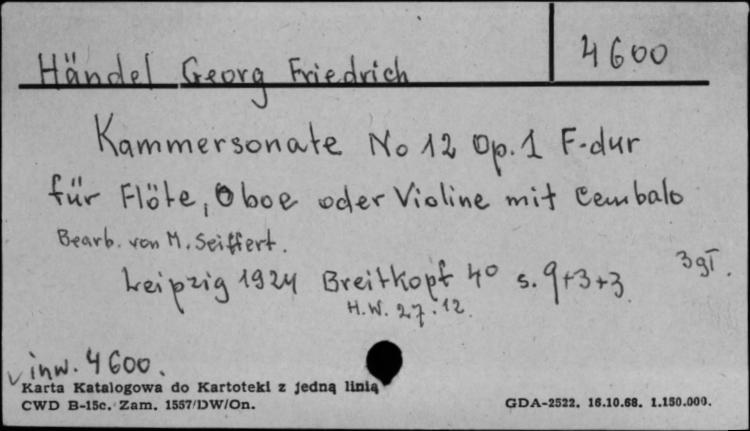 4600
Händel Georg Friedrich
Kammersonate No 12 Op. 1 F-dur
für Flöte, Oboe oder Violine mit Cembalo
Bearb. von M. Seiffert.
Leipzig 1924 Breitkopf 4° s. 9+3+3 3 gł.
H.W. 27.12.
inw. 4600.
Karta Katalogowa do Kartoteki z jedną linią
CWD B-15c. Zam. 1557/DW/On. GDA-2522. 16.10.68. 1.150.000.